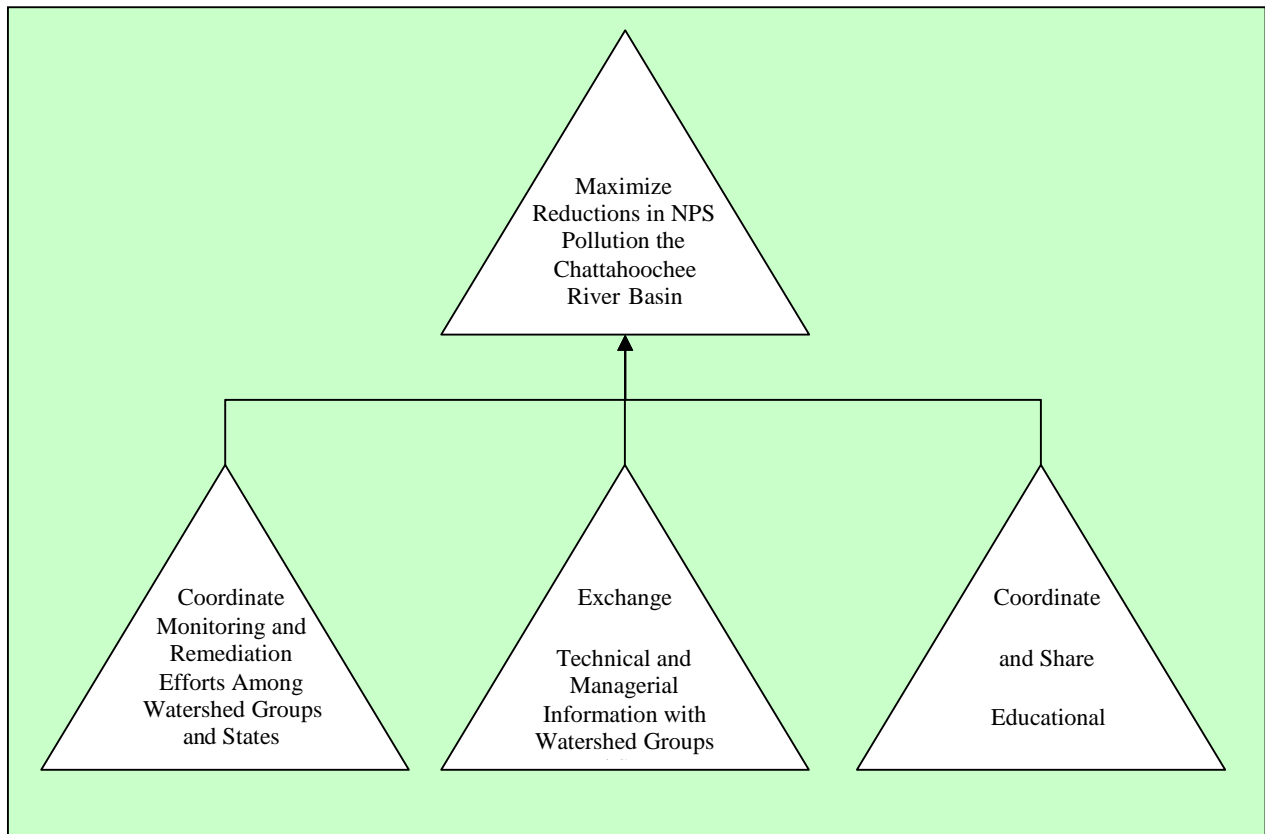 Maximize
Reductions in NPS
Pollution the
Chattahoochee
River Basin
Coordinate
Monitoring and
Remediation
Efforts Among
Watershed Groups
and States
Exchange
Technical and
Managerial
Information with
Watershed Groups
Coordinate
and Share
Educational